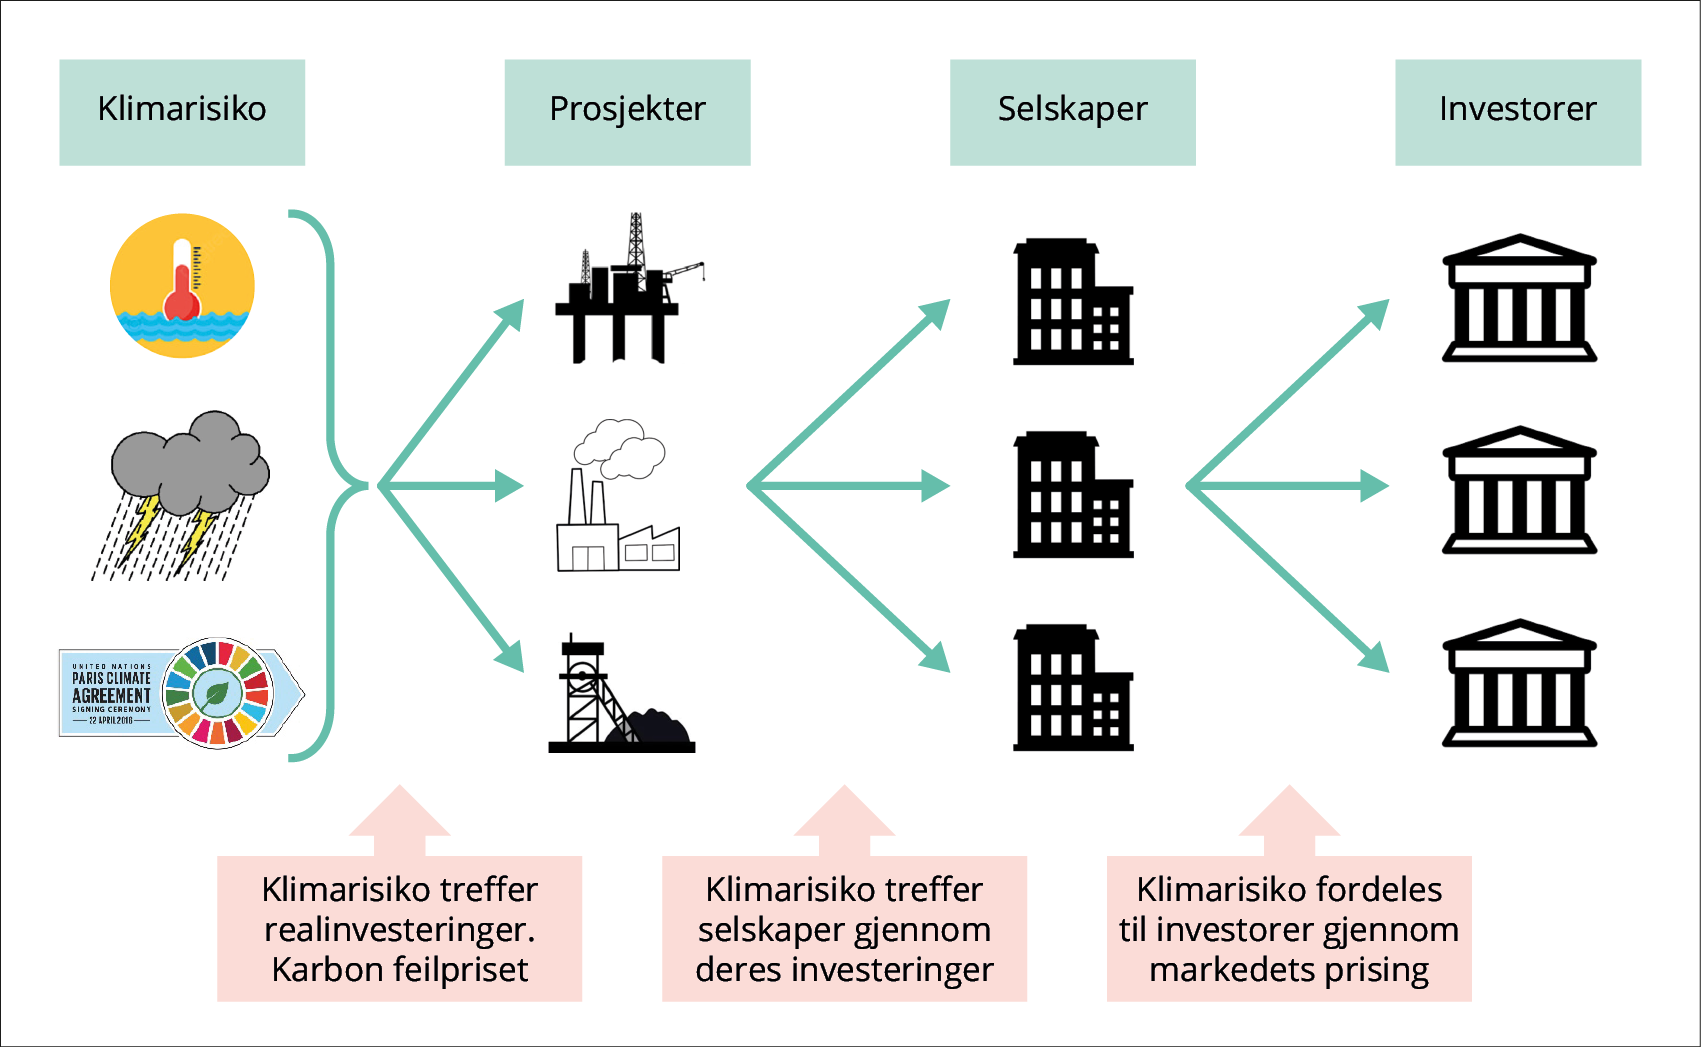 Klimarisiko
Prosjekter
Selskaper
Investorer
UNITED NATIONS
PARIS CLIMATE
AGREEMENT
SIGNING CEREMONY
22 APRIL 2016
Klimarisiko treffer
realinvesteringer.
Karbon feilpriset
Klimarisiko treffer
selskaper gjennom
deres investeringer
Klimarisiko fordeles
til investorer gjennom
markedets prising